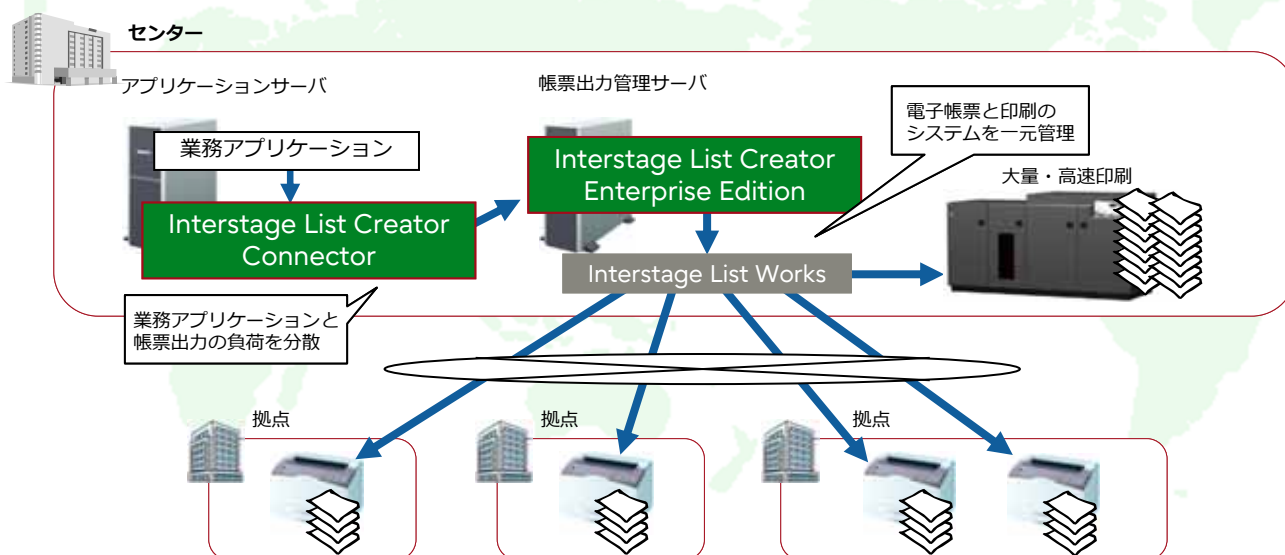 センター
アプリケーションサーバ
業務アプリケーション
Interstage List Creator
Connector
業務アプリケーションと
帳票出力の負荷を分散
帳票出力管理サーバ
Interstage List Creator
Enterprise Edition
Interstage List Works
電子帳票と印刷の
システムを一元管理
大量・高速印刷
拠点
拠点
拠点